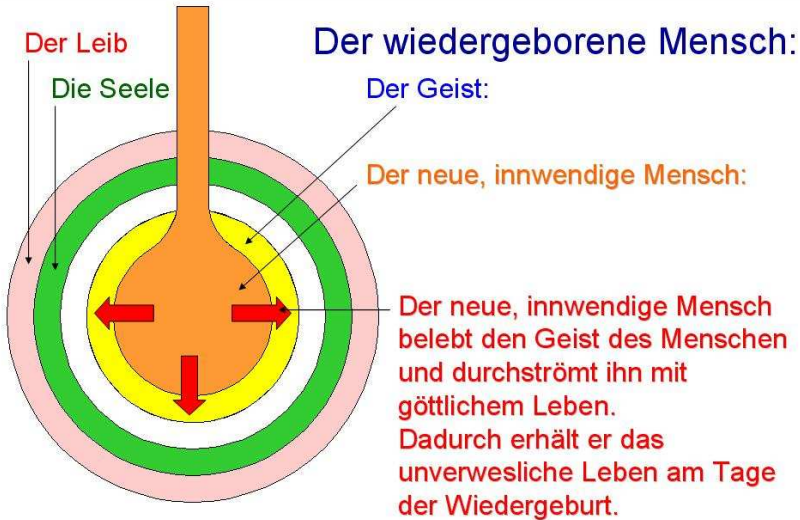 Der wiedergeborene Mensch:
Der Leib
Die Seele
Der Geist:
Der neue, innwendige Mensch:
Der neue, innwendige Mensch
belebt den Geist des Menschen
und durchströmt ihn mit
göttlichem Leben.
Dadurch erhält er das
unverwesliche Leben am Tage
der Wiedergeburt.